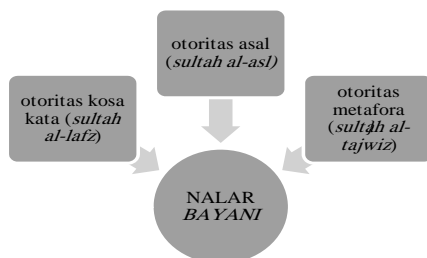 otoritas asal
(sultah al-asl)
otoritas kosa
kata (sultah
al-lafz)
otoritas
metafora
al-
tajwiz)
NALAR
BAYANI